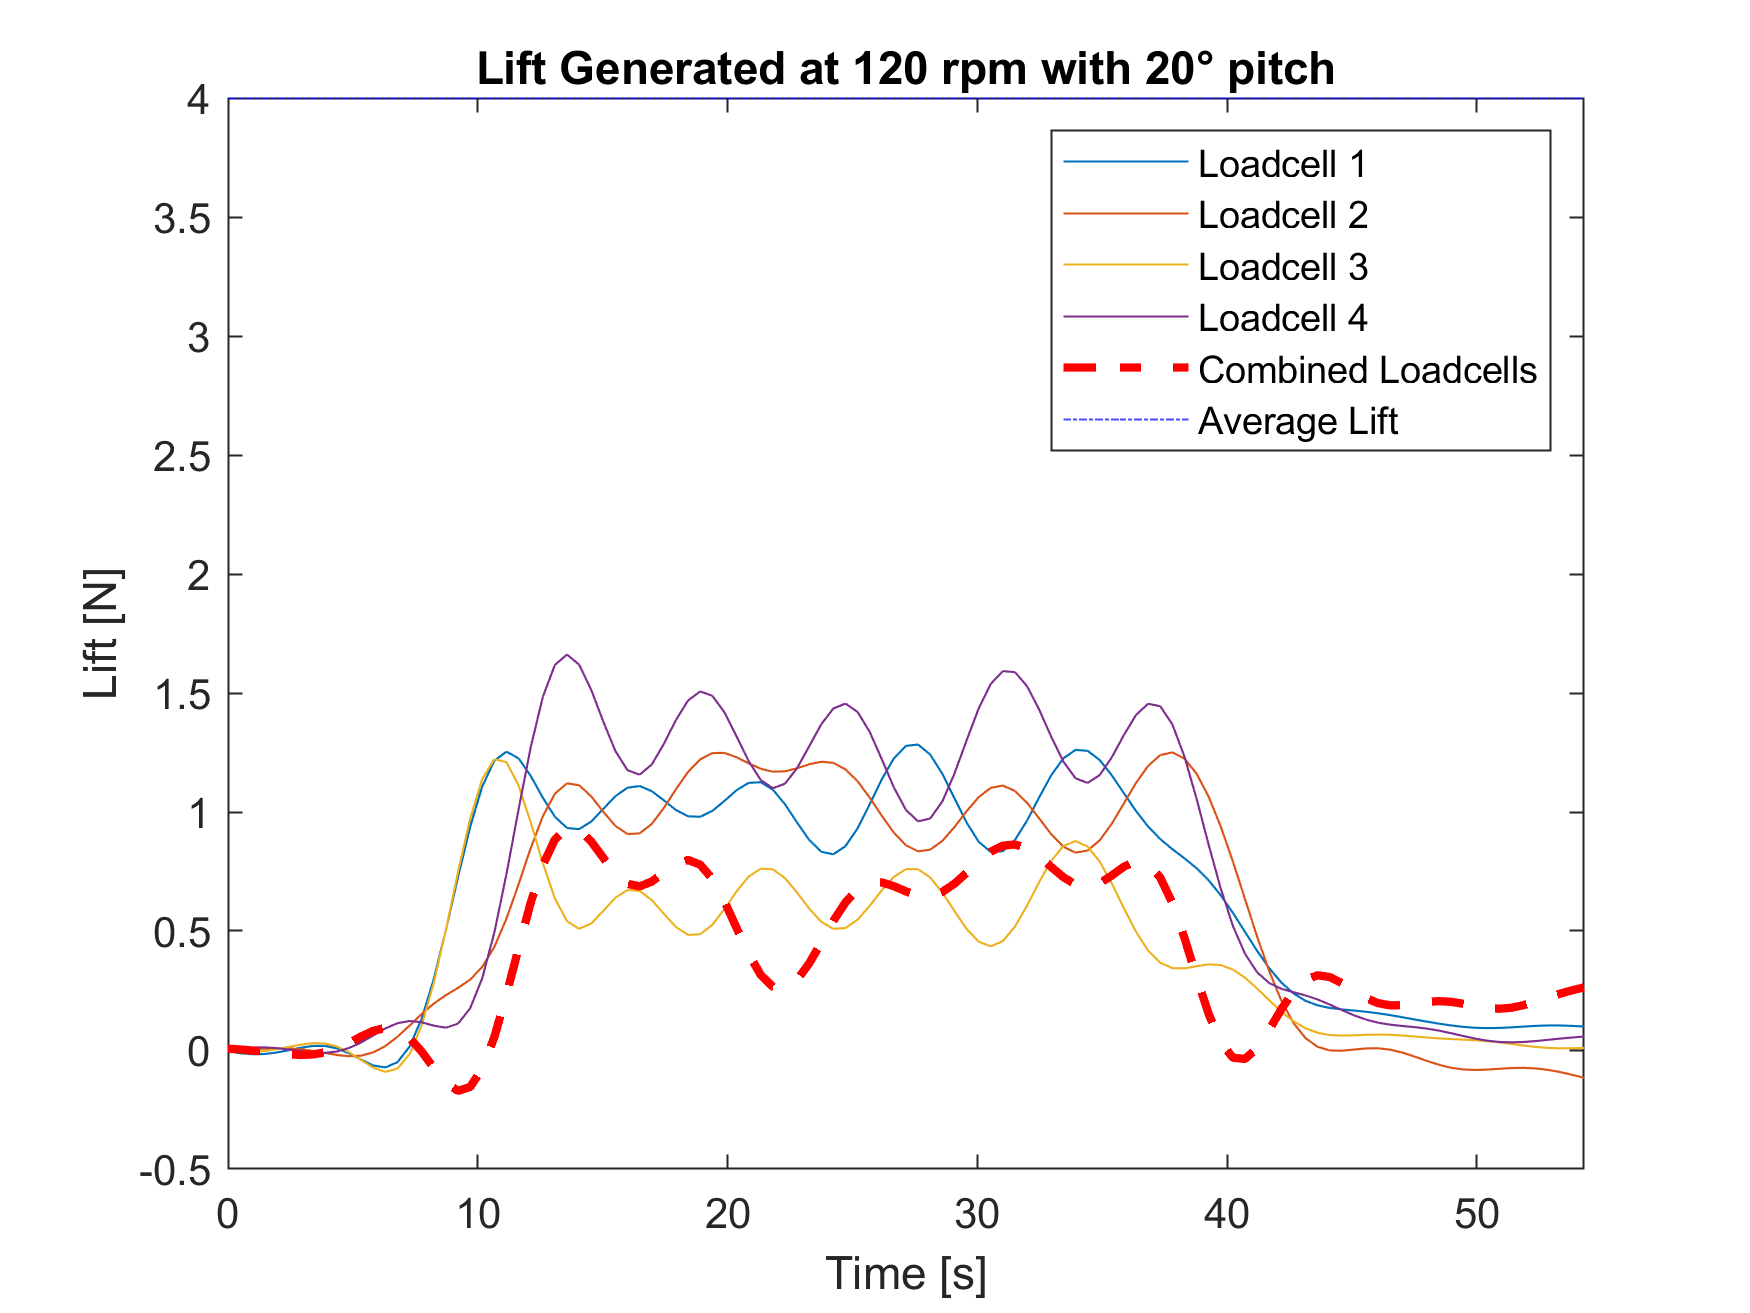 Lift Generated at 120 rpm with 20° pitch
4
3.5
3
2.5
2
1.5
1
0.5
0
-0.5
Lift [N]
Loadcell 1
Loadcell 2
Loadcell 3
Loadcell 4
Combined Loadcells
Average Lift
0 10 20 30 40 50
Time [s]